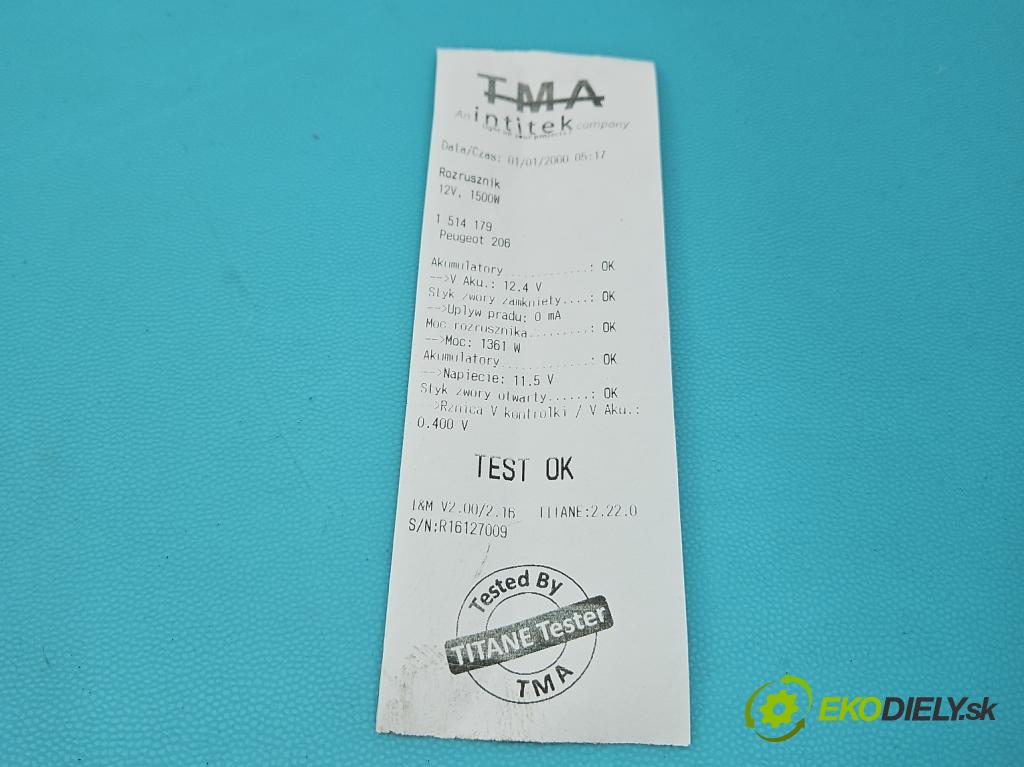 TMA
An intitek company
Data/Czas: 01/01/2000 05:17
Rozrusznik
12V, 1500W
1 514 179
Peugeot 206
Akumulatory............: OK
-->V Aku.: 12.4 V
Styk zwory zamkniety....: OK
-->Uplyw pradu: 0 mA
Moc rozrusznika.........: OK
-->Moc: 1361 W
Akumulatory.............: OK
-->Napiecie: 11.5 V
Styk zwory otwarty......: OK
-->Rznica V kontrolki / V Aku.:
0.400 V
TEST OK
I&M V2.00/2.16 TITANE:2.22.0
S/N:R16127009
Tested By
TITANE Tester
TMA
EKODIELY.sk